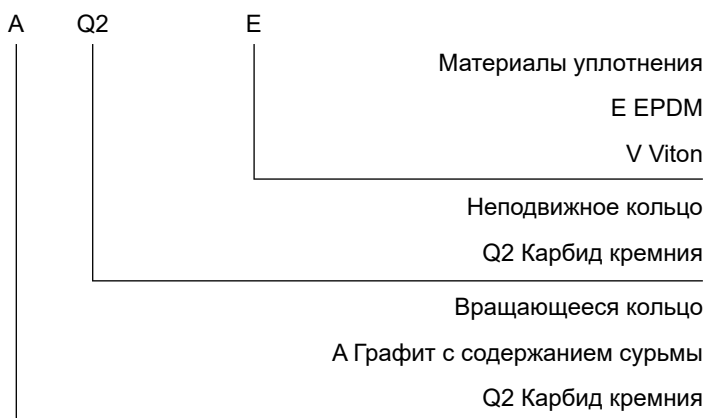 A Q2 E
Материалы уплотнения
E EPDM
V Viton
Неподвижное кольцо
Q2 Карбид кремния
Вращающееся кольцо
A Графит с содержанием сурьмы
Q2 Карбид кремния